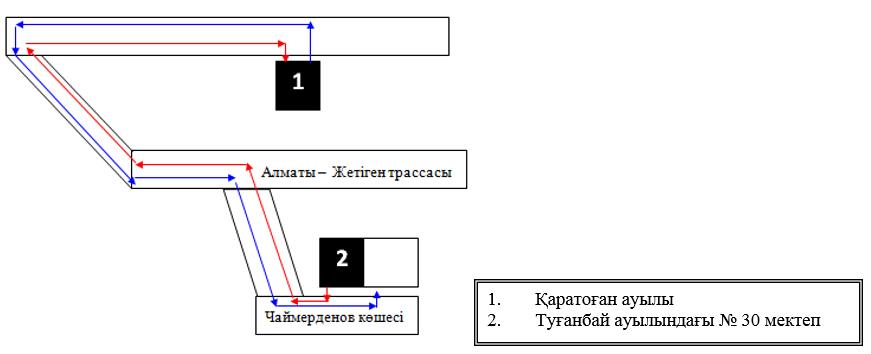 1
Алматы – Жетіген трассасы
2
Чаймерденов көшесі
1. Қаратоған ауылы
2. Туғанбай ауылындағы № 30 мектеп